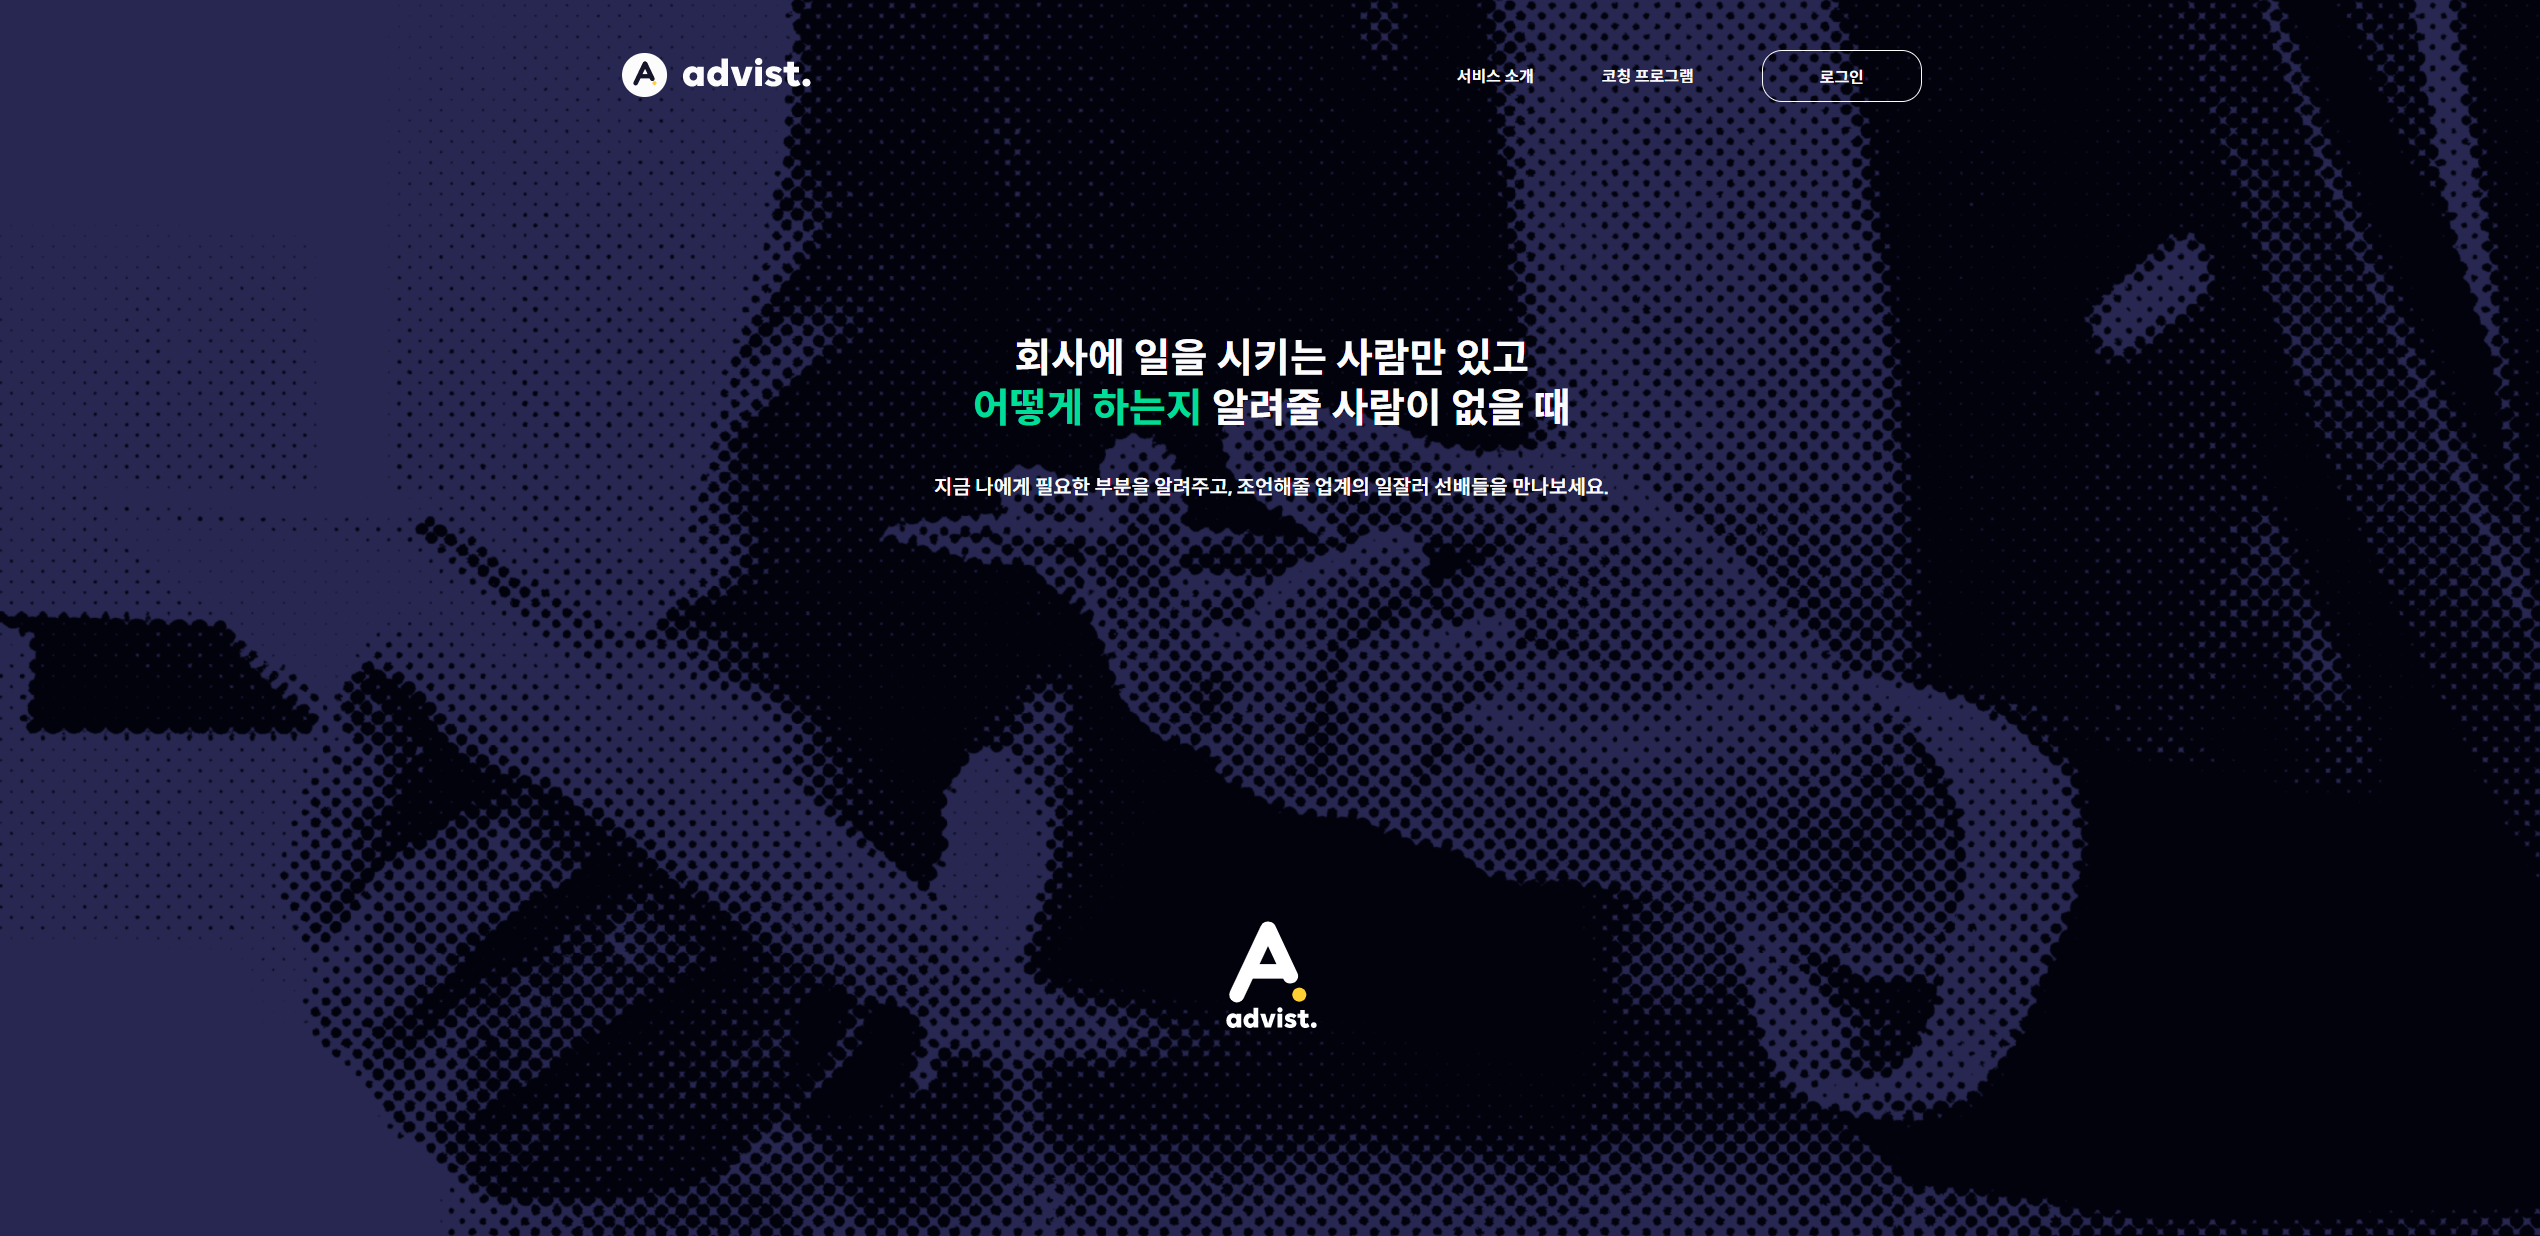 A advist.
서비스 소개
코칭 프로그램
로그인
회사에 일을 시키는 사람만 있고
어떻게 하는지 알려줄 사람이 없을 때
지금 나에게 필요한 부분을 알려주고, 조언해줄 업계의 일잘러 선배들을 만나보세요.
A.
advist.